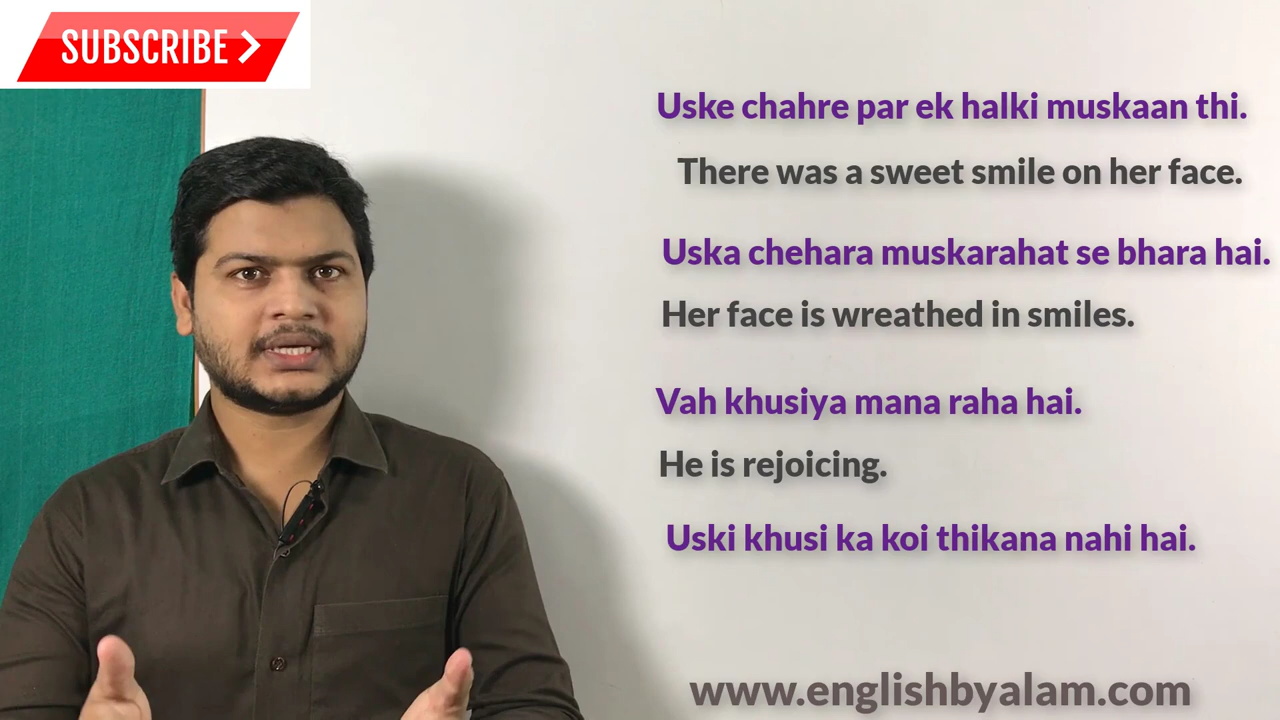 SUBSCRIBE
Uske chahre par ek halki muskaan thi.
There was a sweet smile on her face.
Uska chehara muskarahat se bhara hai.
Her face is wreathed in smiles.
Vah khusiya mana raha hai.
He is rejoicing.
Uski khusi ka koi thikana nahi hai.
www.englishbyalam.com